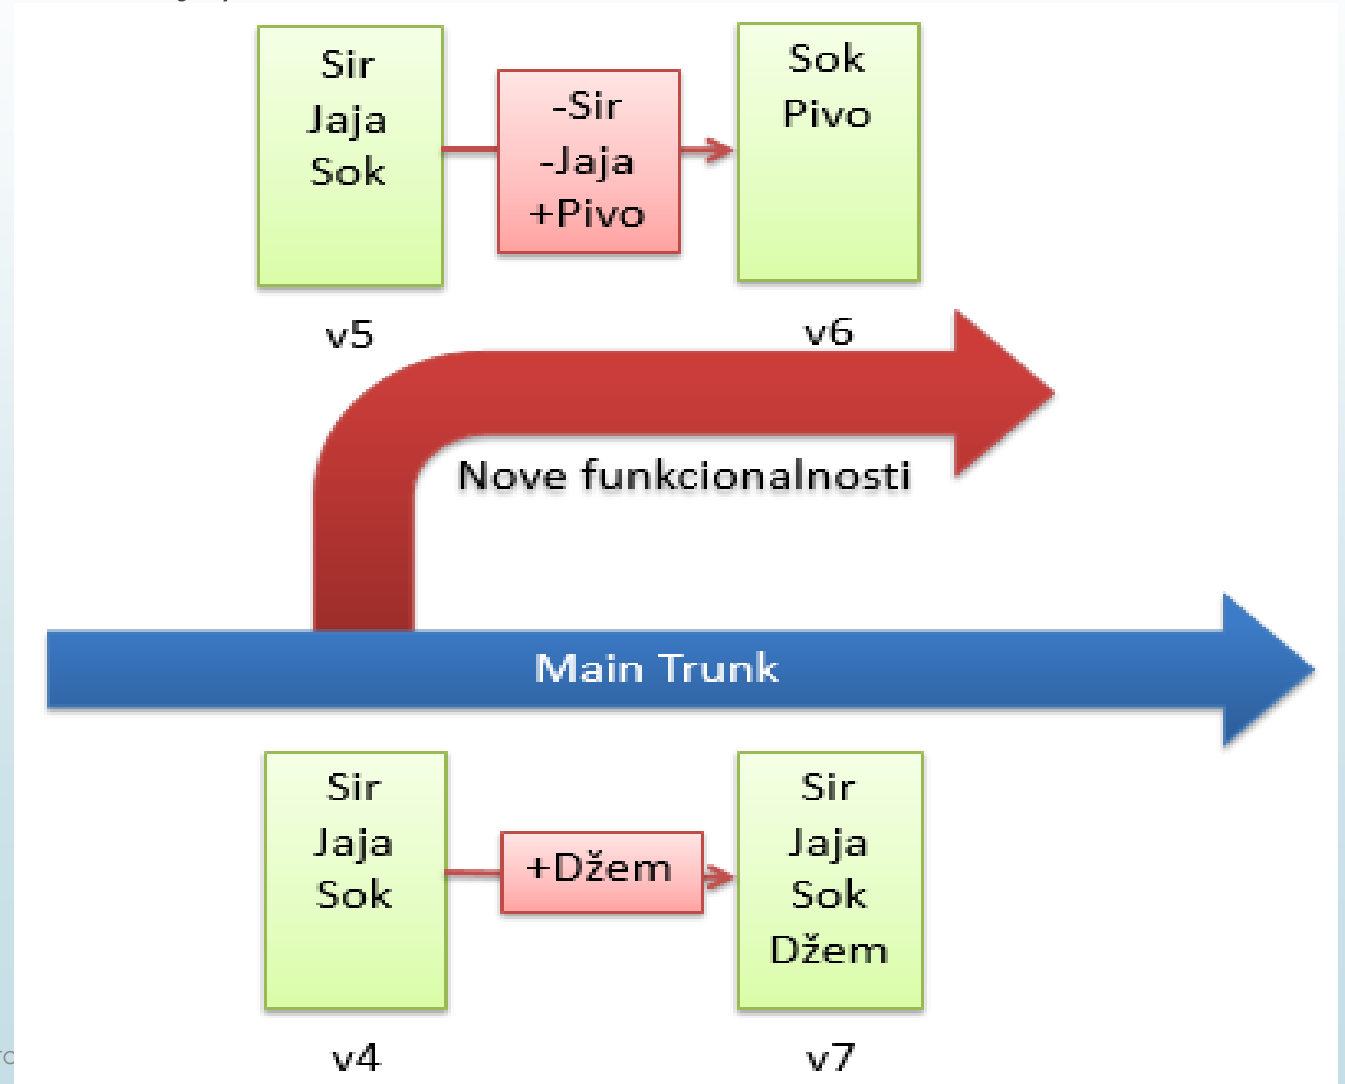 Sir
Jaja
Sok
-Sir
-Jaja
+Pivo
Sok
Pivo
v5
v6
Nove funkcionalnosti
Main Trunk
Sir
Jaja
Sok
+Džem
Sir
Jaja
Sok
Džem
v4
v7